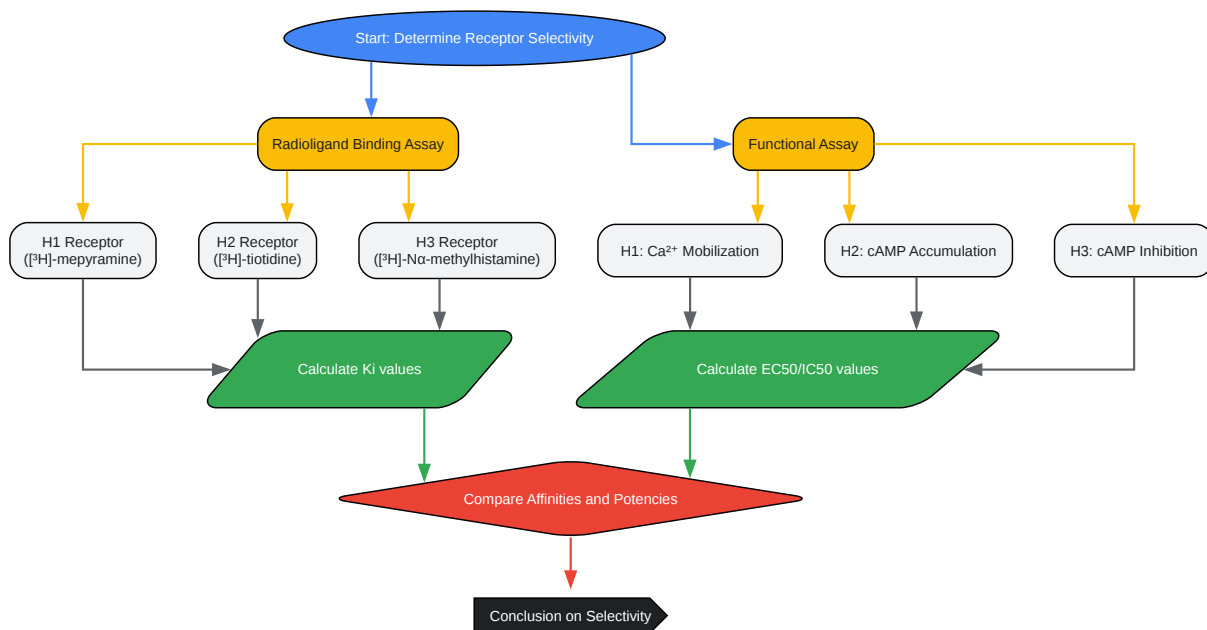 Start: Determine Receptor Selectivity
Radioligand Binding Assay
Functional Assay
H1 Receptor
([³H]-mepyramine)
H2 Receptor
([³H]-tiotidine)
H3 Receptor
([³H]-Nα-methylhistamine)
H1: Ca²⁺ Mobilization
H2: cAMP Accumulation
H3: cAMP Inhibition
Calculate Ki values
Calculate EC50/IC50 values
Compare Affinities and Potencies
Conclusion on Selectivity